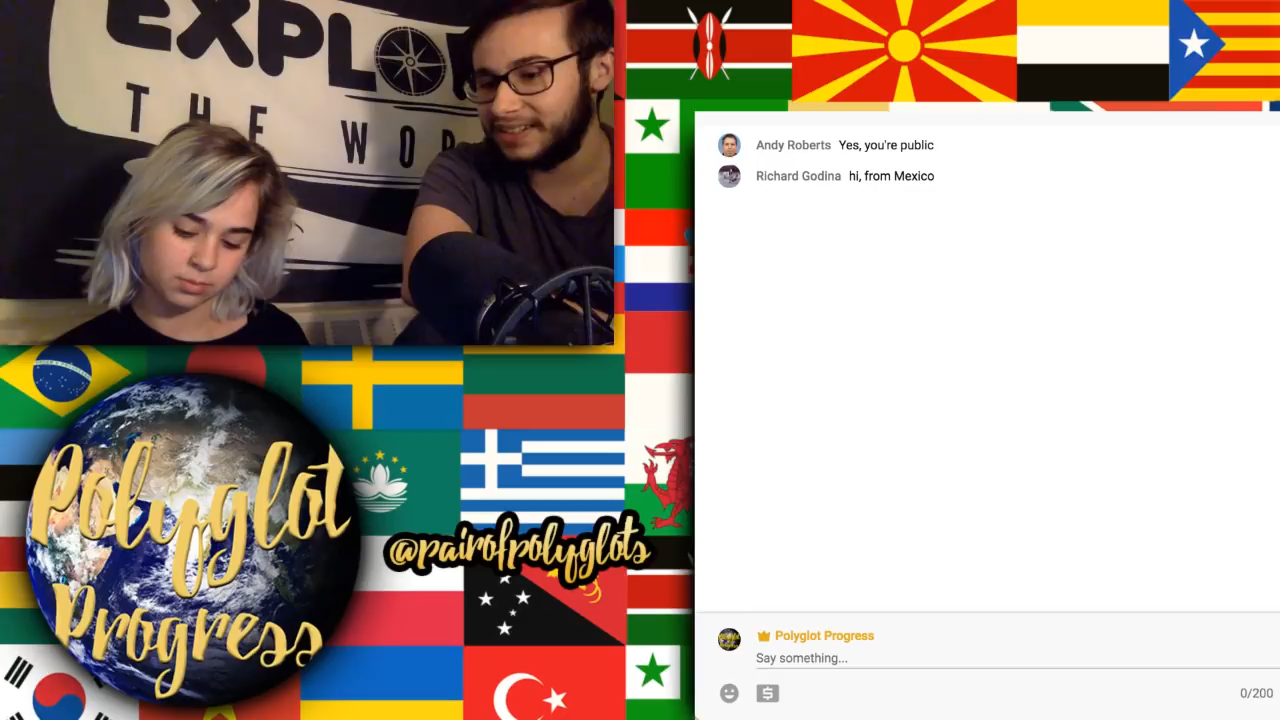 EXPLO
THE WOR
Andy Roberts Yes, you're public
Richard Godina hi, from Mexico
Polyglot
Progress
@pairofpolyglots
Polyglot Progress
Say something...
0/200